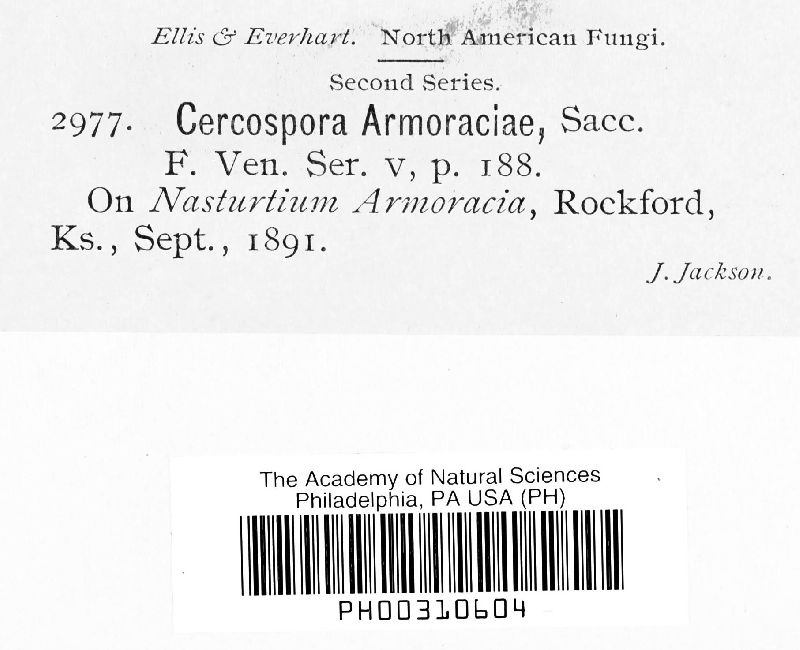 Ellis & Everhart. North American Fungi.
Second Series.
2977. Cercospora Armoraciae, Sacc.
F. Ven. Ser. v, p. 188.
On Nasturtium Armoracia, Rockford,
Ks., Sept., 1891.
J. Jackson.
The Academy of Natural Sciences
Philadelphia, PA USA (PH)
PH00310604